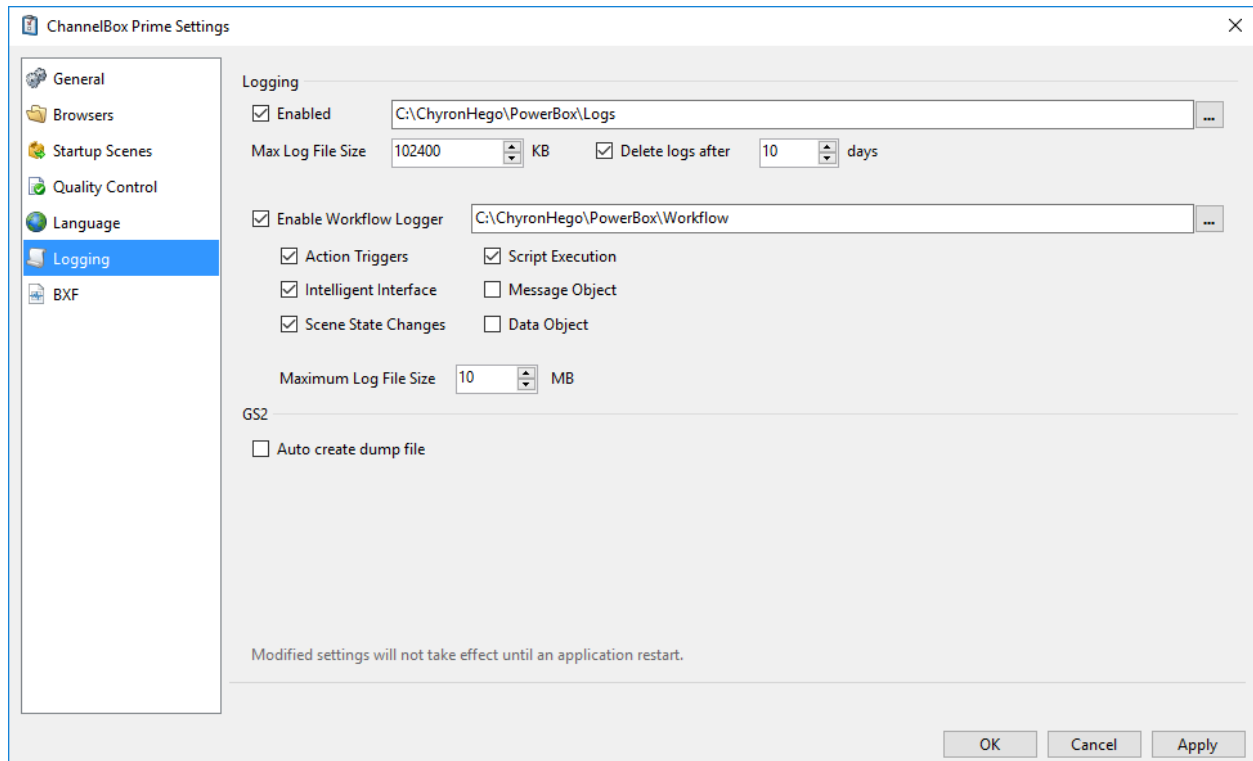 ChannelBox Prime Settings
General
Browsers
Startup Scenes
Quality Control
Language
Logging
BXF
Logging
Enabled C:\ChyronHego\PowerBox\Logs ...
Max Log File Size 102400 KB Delete logs after 10 days
Enable Workflow Logger C:\ChyronHego\PowerBox\Workflow ...
Action Triggers Script Execution
Intelligent Interface Message Object
Scene State Changes Data Object
Maximum Log File Size 10 MB
GS2
Auto create dump file
Modified settings will not take effect until an application restart.
OK Cancel Apply